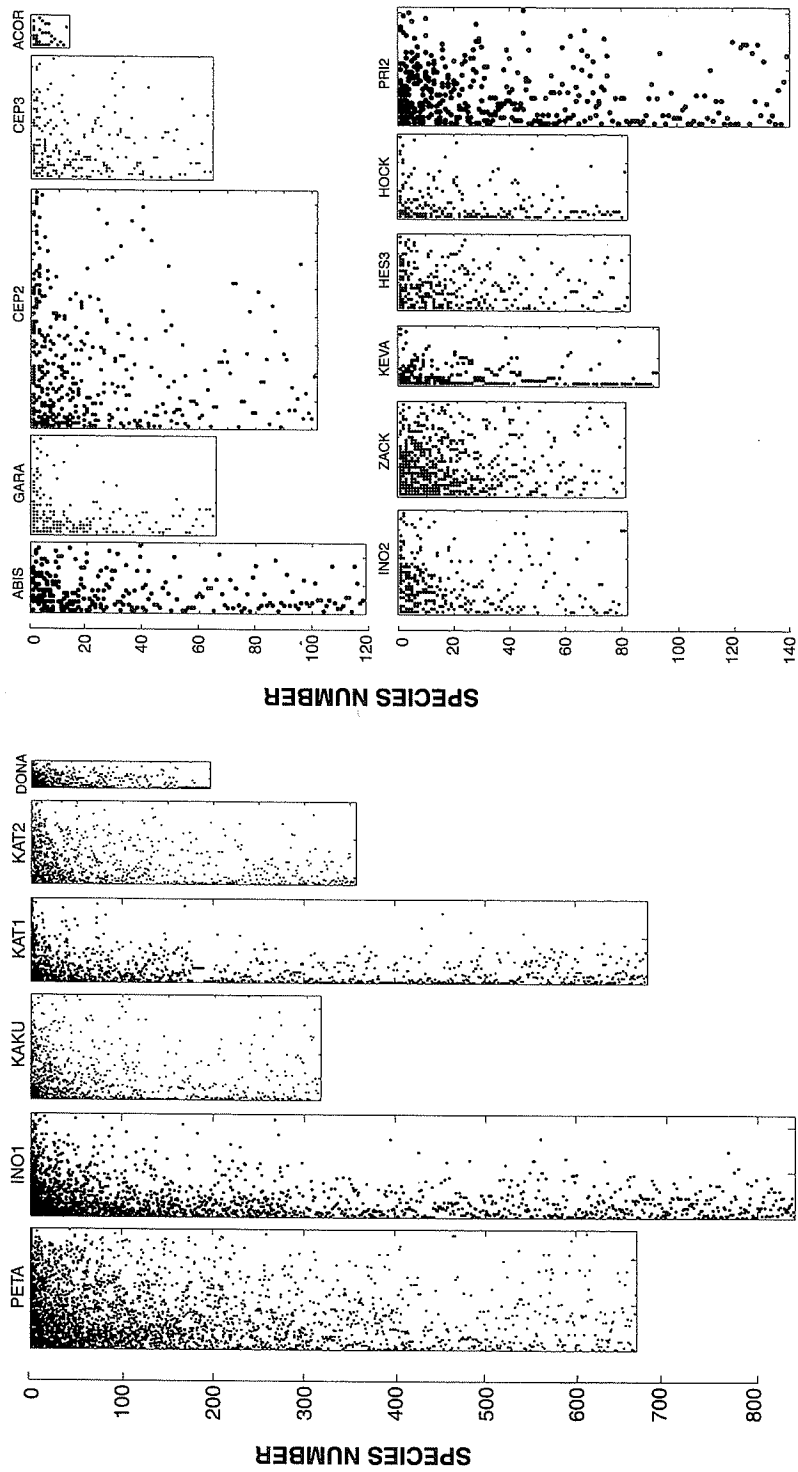 SPECIES NUMBER
0
100
200
300
400
500
600
700
800
PETA
INO1
KAKU
KAT1
KAT2
DONA
SPECIES NUMBER
0
20
40
60
80
100
120
ABIS
GARA
CEP2
CEP3
ACOR
0
20
40
60
80
100
120
140
INO2
ZACK
KEVA
HES3
HOCK
PRI2